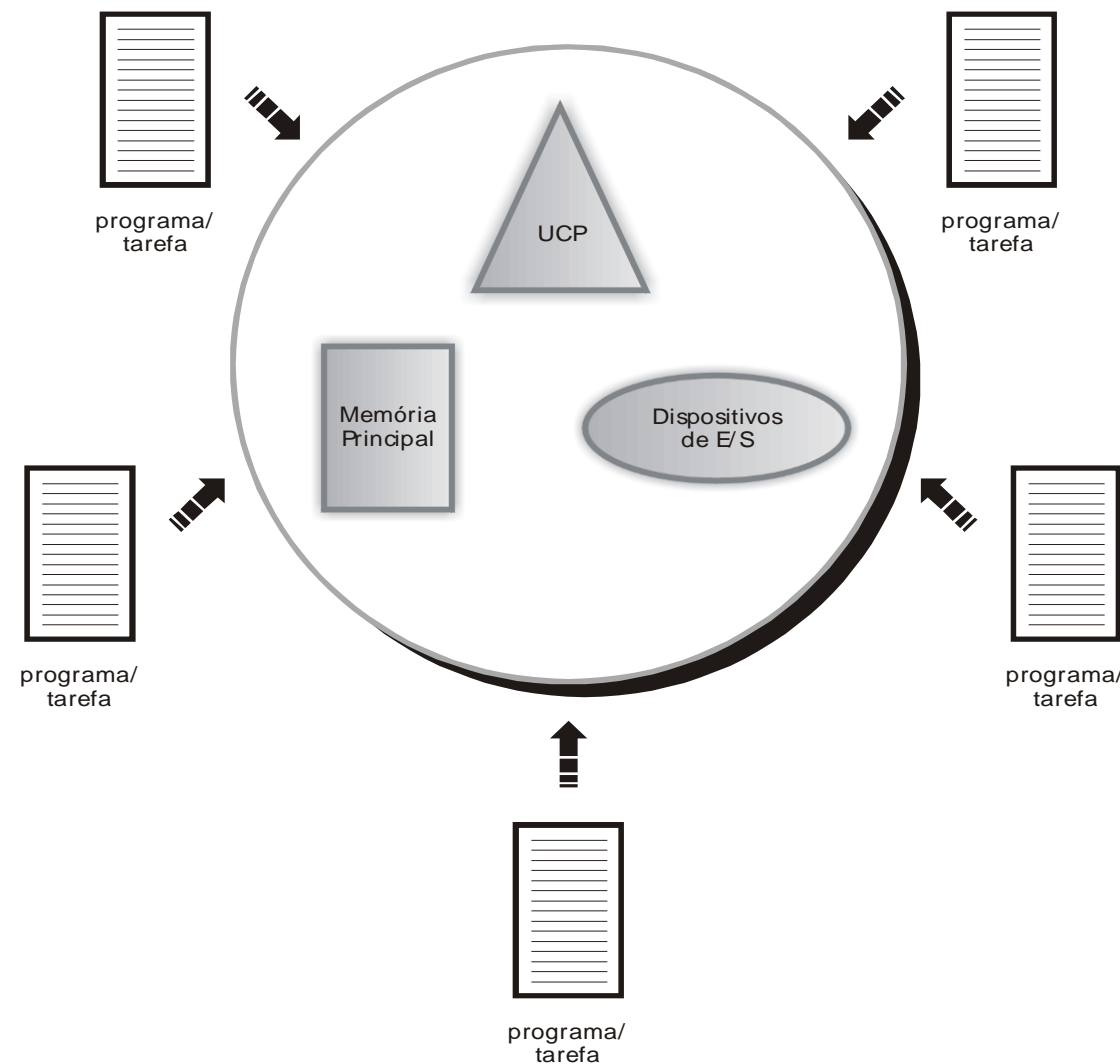 programa/
tarefa
programa/
tarefa
UCP
Memória
Principal
Dispositivos
de E/S
programa/
tarefa
programa/
tarefa
programa/
tarefa